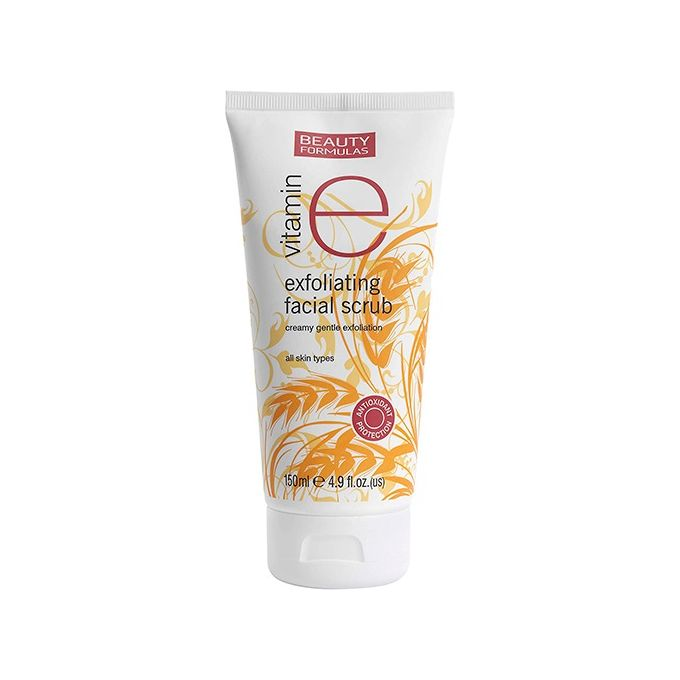 BEAUTY
FORMULAS
vitamin
e
exfoliating
facial scrub
creamy gentle exfoliation
all skin types
ANTIOXIDANT
PROTECTION
150ml ℮ 4.9 fl.oz.(us)